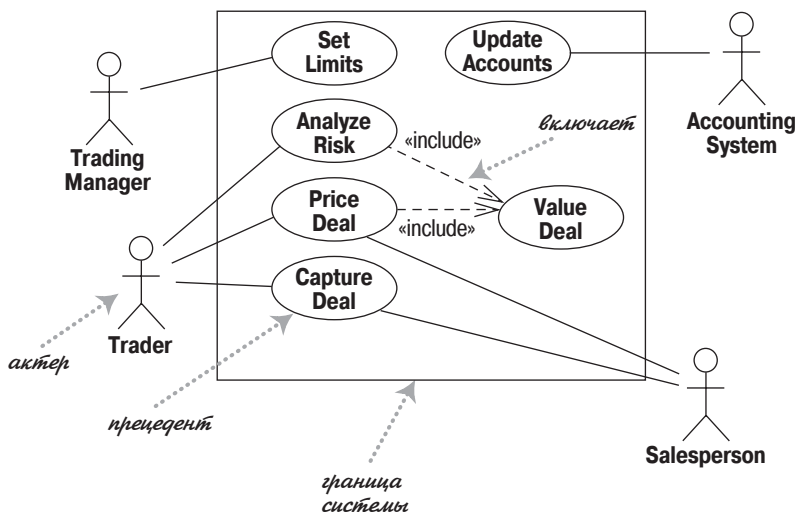 Set
Limits
Update
Accounts
Trading
Manager
Accounting
System
Analyze
Risk
«include»
включает
Price
Deal
«include»
Value
Deal
Capture
Deal
Trader
актер
прецедент
граница
системы
Salesperson